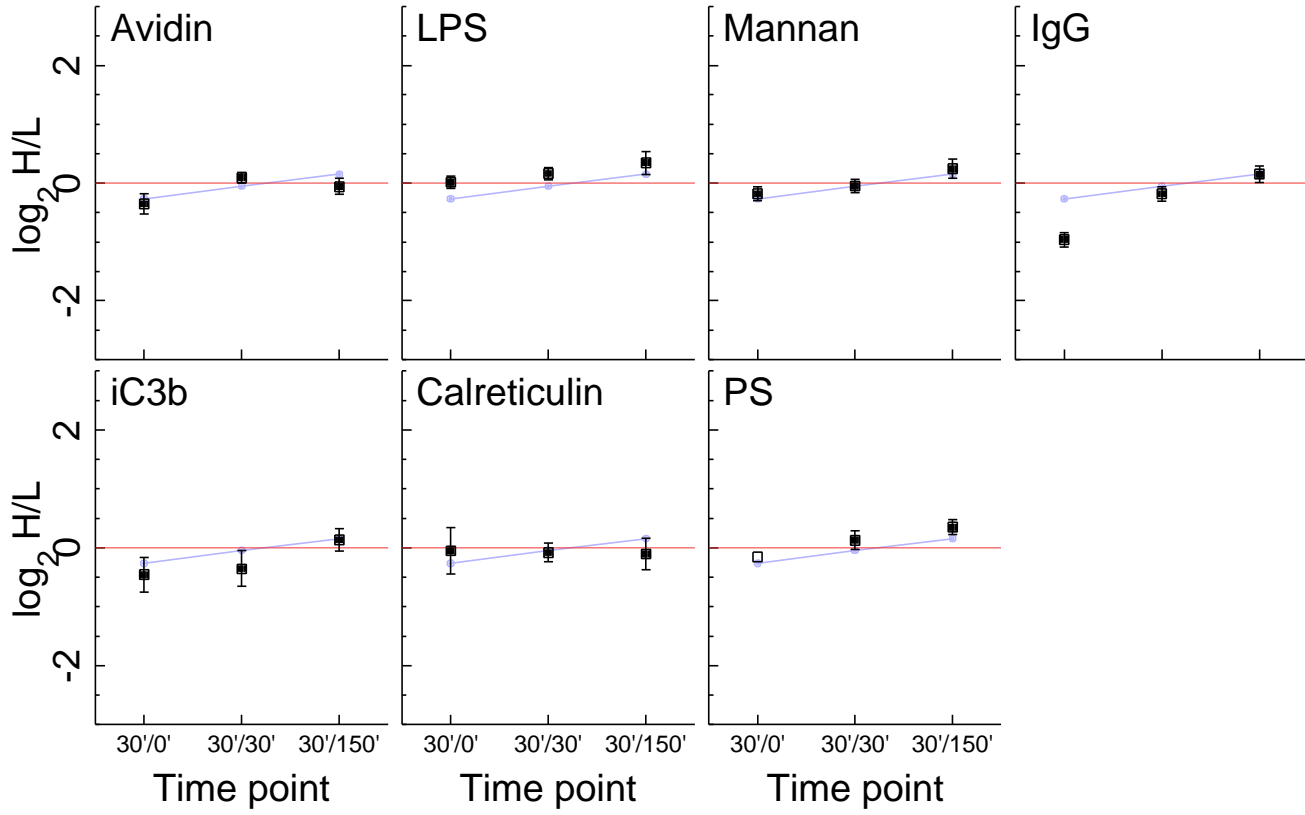 Avidin
LPS
Mannan
IgG
log2 H/L
2
0
-2
iC3b
Calreticulin
PS
log2 H/L
2
0
-2
30'/0' 30'/30' 30'/150'
30'/0' 30'/30' 30'/150'
30'/0' 30'/30' 30'/150'
Time point
Time point
Time point